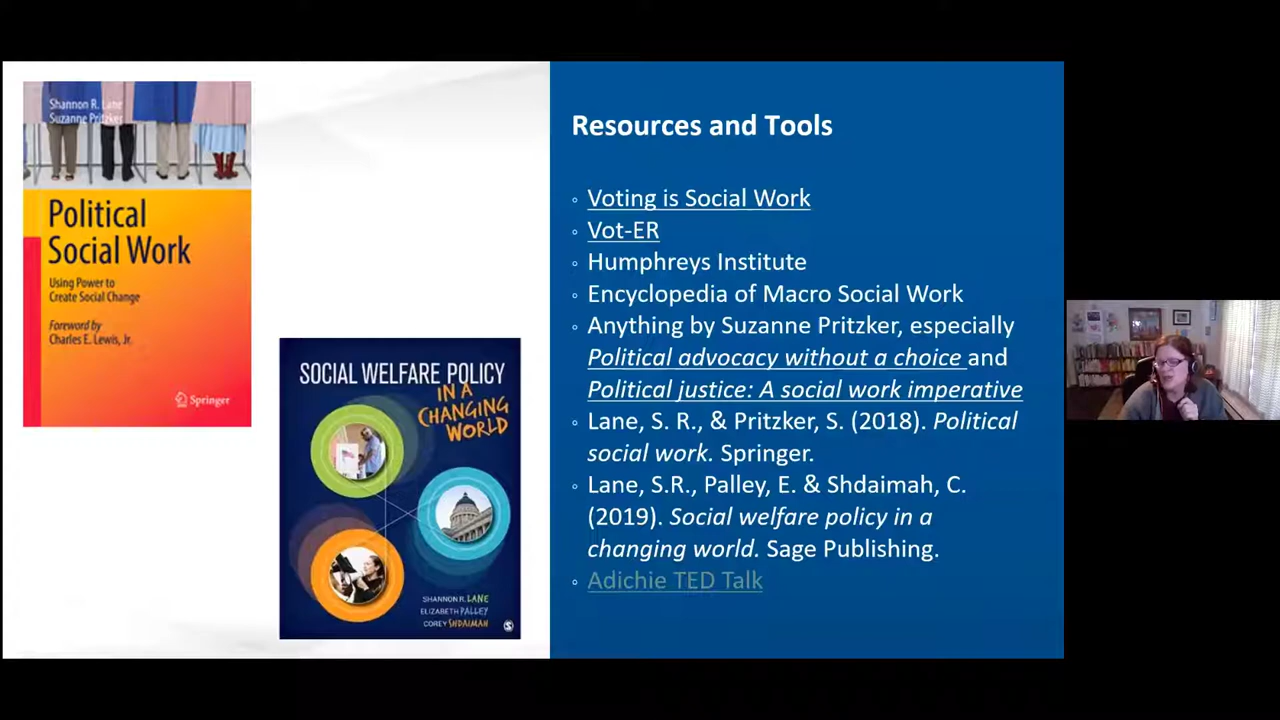 Shannon R. Lane
Suzanne Pritzker
Political
Social Work
Using Power to
Create Social Change
Foreword by
Charles E. Lewis, Jr.
Springer
SOCIAL WELFARE POLICY
IN A
CHANGING
WORLD
SHANNON R. LANE
ELIZABETH PALLEY
COREY SHDAIMAH
Resources and Tools
Voting is Social Work
Vot-ER
Humphreys Institute
Encyclopedia of Macro Social Work
Anything by Suzanne Pritzker, especially
Political advocacy without a choice and
Political justice: A social work imperative
Lane, S. R., & Pritzker, S. (2018). Political
social work. Springer.
Lane, S.R., Palley, E. & Shdaimah, C.
(2019). Social welfare policy in a
changing world. Sage Publishing.
Adichie TED Talk